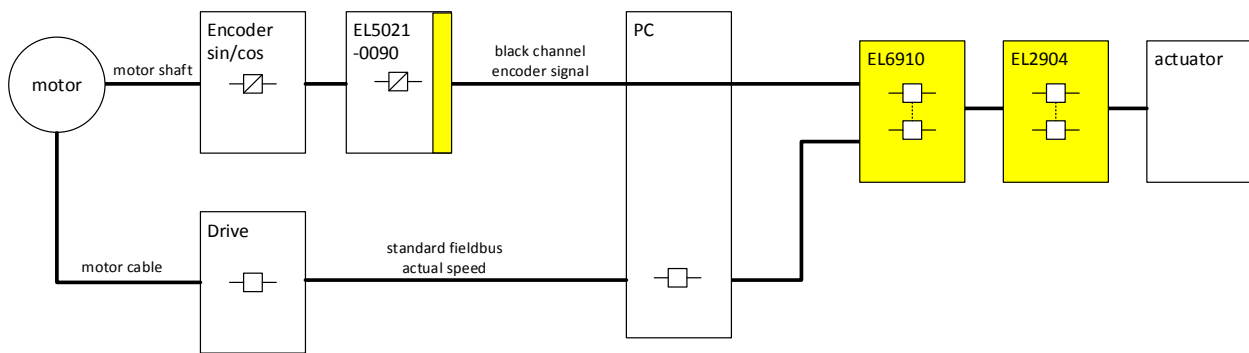 motor
motor shaft
Encoder
sin/cos
EL5021
-0090
black channel
encoder signal
PC
EL6910
EL2904
actuator
motor cable
Drive
standard fieldbus
actual speed